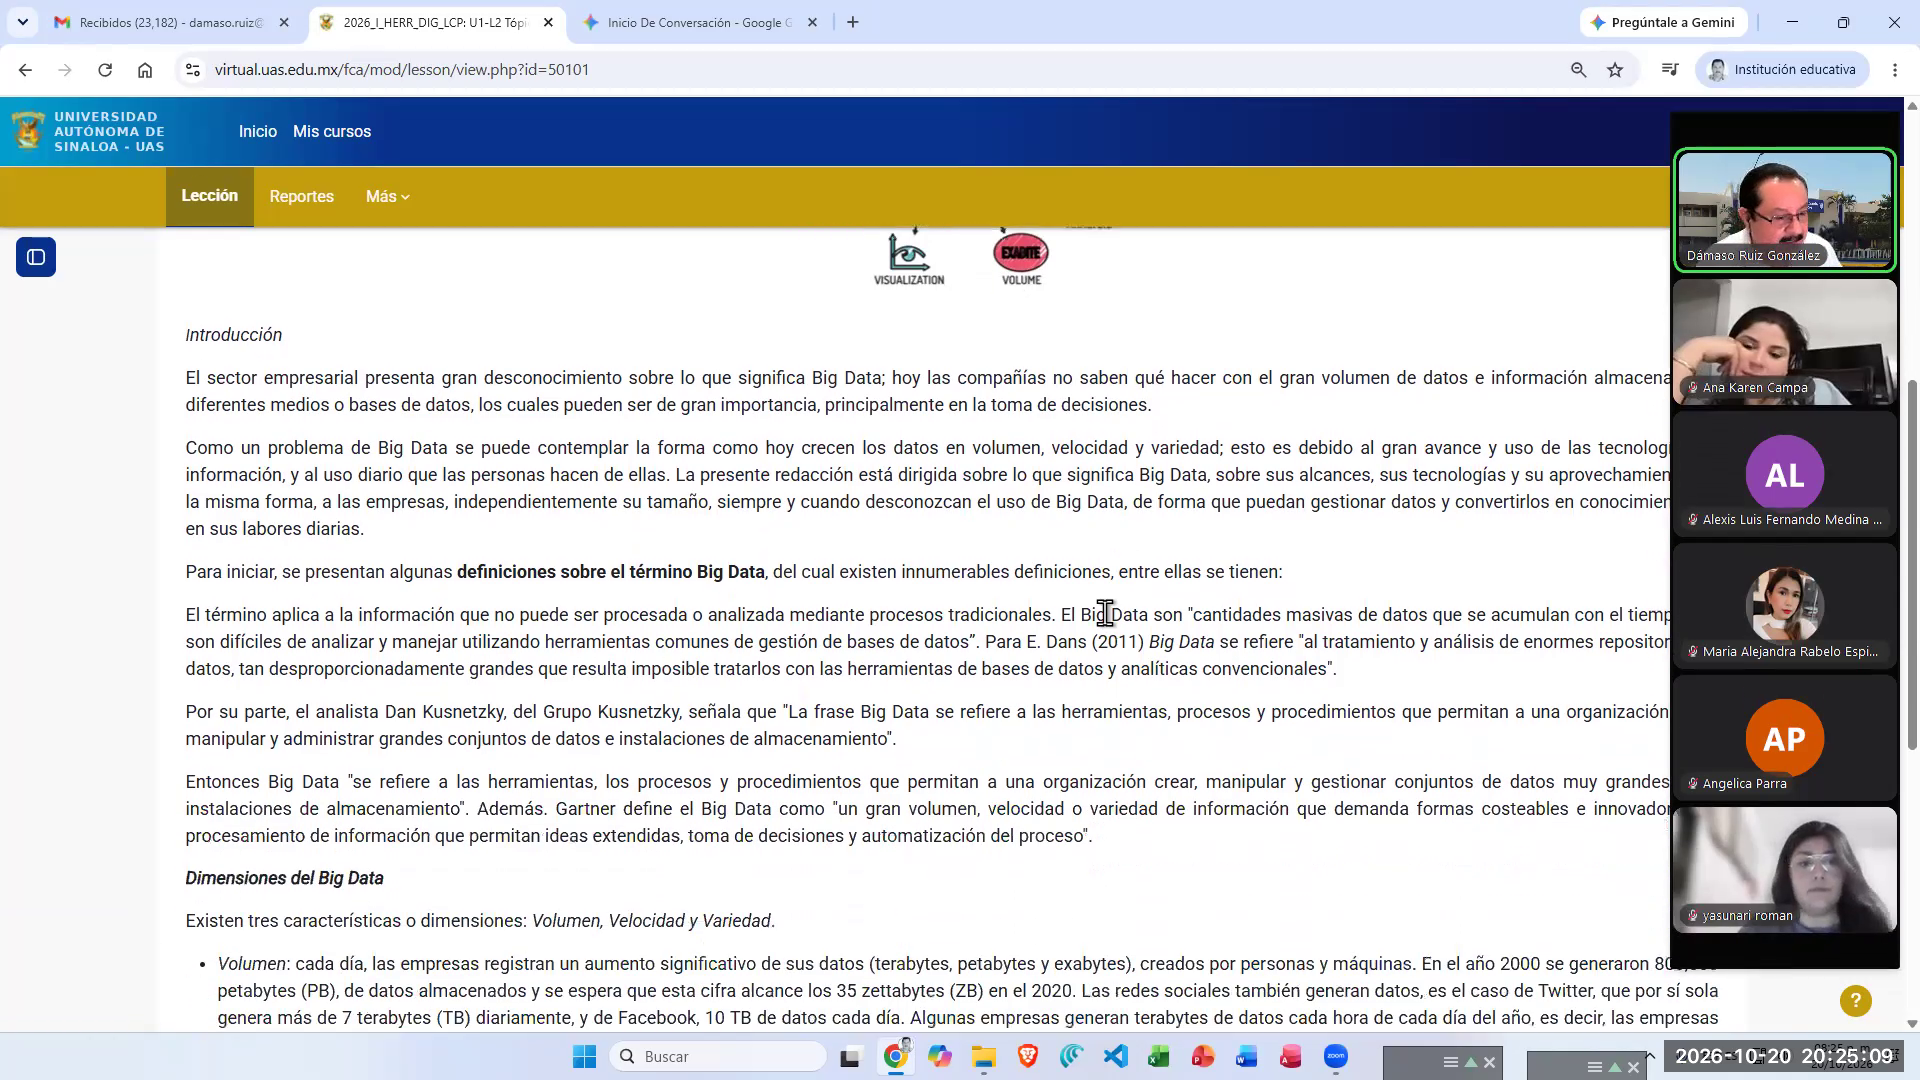 Recibidos (23,182) - damaso.ruiz@
2026_I_HERR_DIG_LCP: U1-L2 Tópi
Inicio De Conversación - Google G
Pregúntale a Gemini
virtual.uas.edu.mx/fca/mod/lesson/view.php?id=50101
Institución educativa
UNIVERSIDAD
AUTÓNOMA DE
SINALOA - UAS
Inicio
Mis cursos
Lección
Reportes
Más
VISUALIZATION
EXABITE
VOLUME
Introducción
El sector empresarial presenta gran desconocimiento sobre lo que significa Big Data; hoy las compañías no saben qué hacer con el gran volumen de datos e información almacena
diferentes medios o bases de datos, los cuales pueden ser de gran importancia, principalmente en la toma de decisiones.
Como un problema de Big Data se puede contemplar la forma como hoy crecen los datos en volumen, velocidad y variedad; esto es debido al gran avance y uso de las tecnolog
información, y al uso diario que las personas hacen de ellas. La presente redacción está dirigida sobre lo que significa Big Data, sobre sus alcances, sus tecnologías y su aprovechamien
la misma forma, a las empresas, independientemente su tamaño, siempre y cuando desconozcan el uso de Big Data, de forma que puedan gestionar datos y convertirlos en conocimien
en sus labores diarias.
Para iniciar, se presentan algunas definiciones sobre el término Big Data, del cual existen innumerables definiciones, entre ellas se tienen:
El término aplica a la información que no puede ser procesada o analizada mediante procesos tradicionales. El Big Data son "cantidades masivas de datos que se acumulan con el tiemp
son difíciles de analizar y manejar utilizando herramientas comunes de gestión de bases de datos”. Para E. Dans (2011) Big Data se refiere "al tratamiento y análisis de enormes repositor
datos, tan desproporcionadamente grandes que resulta imposible tratarlos con las herramientas de bases de datos y analíticas convencionales".
Por su parte, el analista Dan Kusnetzky, del Grupo Kusnetzky, señala que "La frase Big Data se refiere a las herramientas, procesos y procedimientos que permitan a una organización
manipular y administrar grandes conjuntos de datos e instalaciones de almacenamiento".
Entonces Big Data "se refiere a las herramientas, los procesos y procedimientos que permitan a una organización crear, manipular y gestionar conjuntos de datos muy grandes
instalaciones de almacenamiento". Además. Gartner define el Big Data como "un gran volumen, velocidad o variedad de información que demanda formas costeables e innovador
procesamiento de información que permitan ideas extendidas, toma de decisiones y automatización del proceso".
Dimensiones del Big Data
Existen tres características o dimensiones: Volumen, Velocidad y Variedad.
• Volumen: cada día, las empresas registran un aumento significativo de sus datos (terabytes, petabytes y exabytes), creados por personas y máquinas. En el año 2000 se generaron
petabytes (PB), de datos almacenados y se espera que esta cifra alcance los 35 zettabytes (ZB) en el 2020. Las redes sociales también generan datos, es el caso de Twitter, que por sí sola
genera más de 7 terabytes (TB) diariamente, y de Facebook, 10 TB de datos cada día. Algunas empresas generan terabytes de datos cada hora de cada día del año, es decir, las empresas
Dámaso Ruiz González
Ana Karen Campa
AL
Alexis Luis Fernando Medina ...
Maria Alejandra Rabelo Espi...
AP
Angelica Parra
yasunari roman
?
Buscar
zoom
2026-10-20 20:25:09